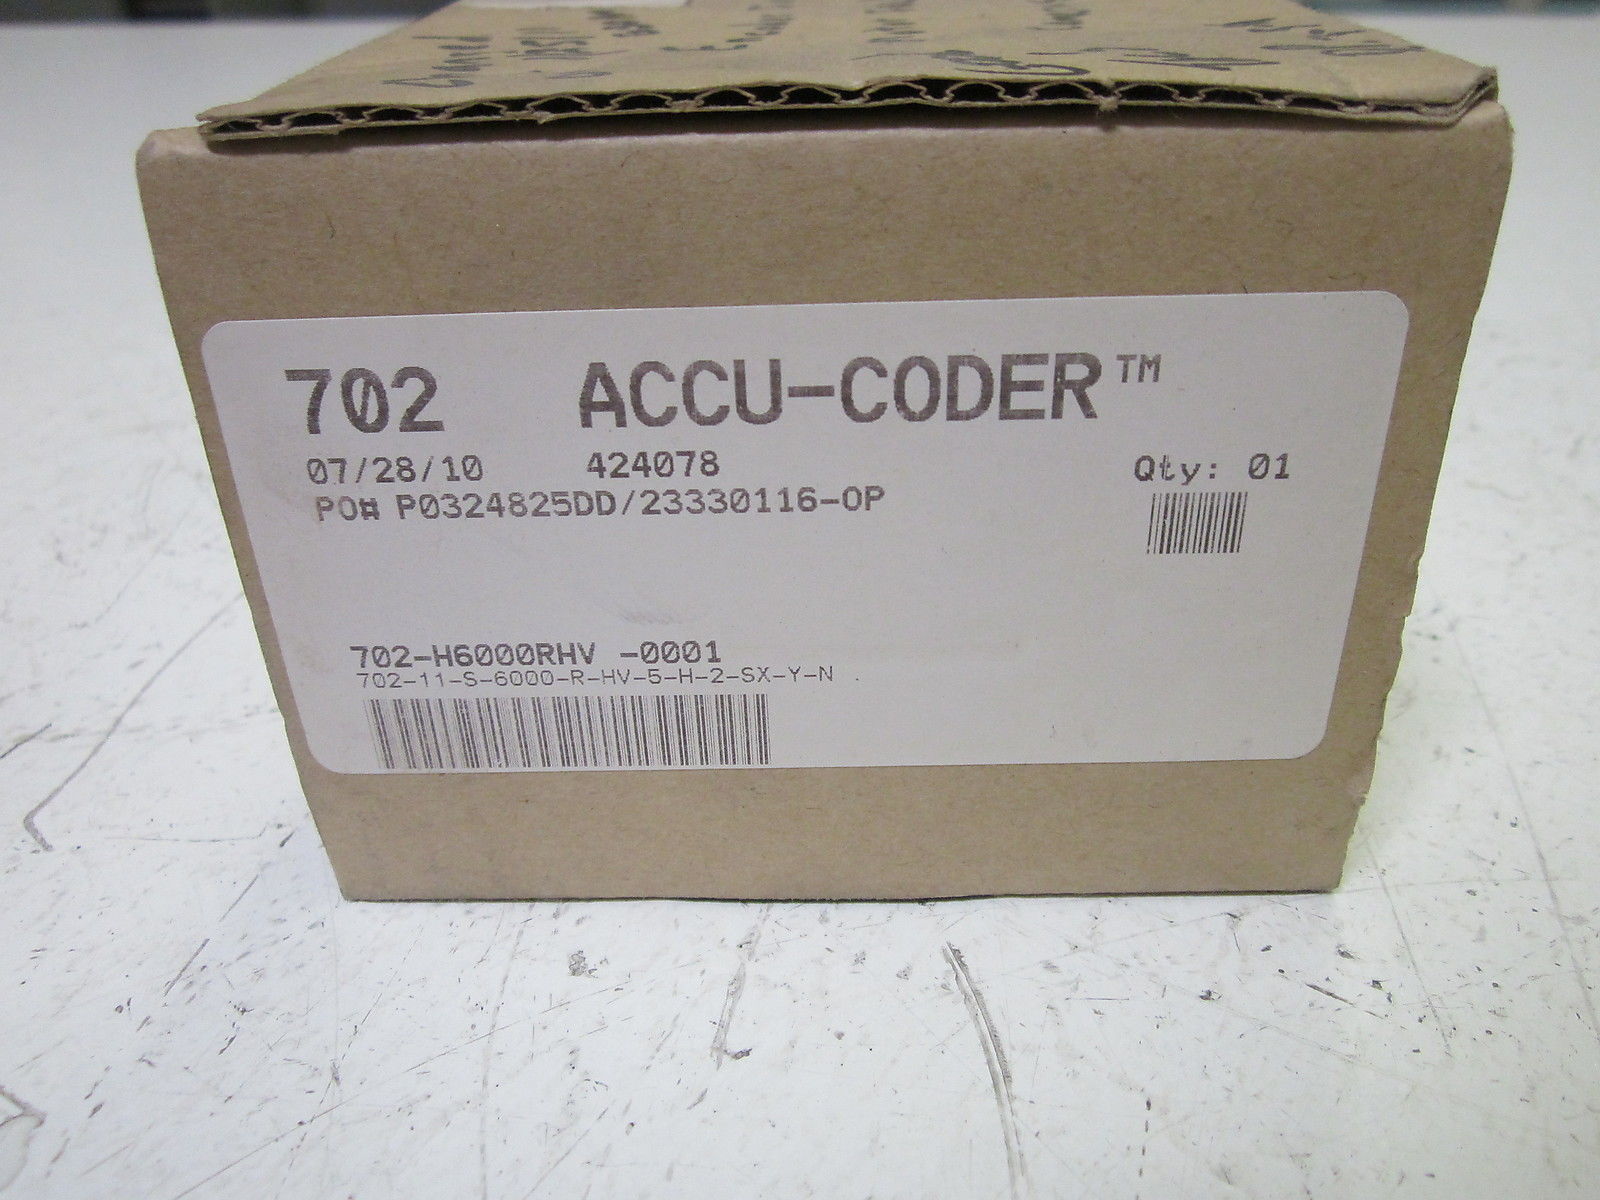 702 ACCU-CODER™
07/28/10 424078 Qty: 01
PO# P0324825DD/23330116-OP
702-H6000RHV -0001
702-11-S-6000-R-HV-5-H-2-SX-Y-N